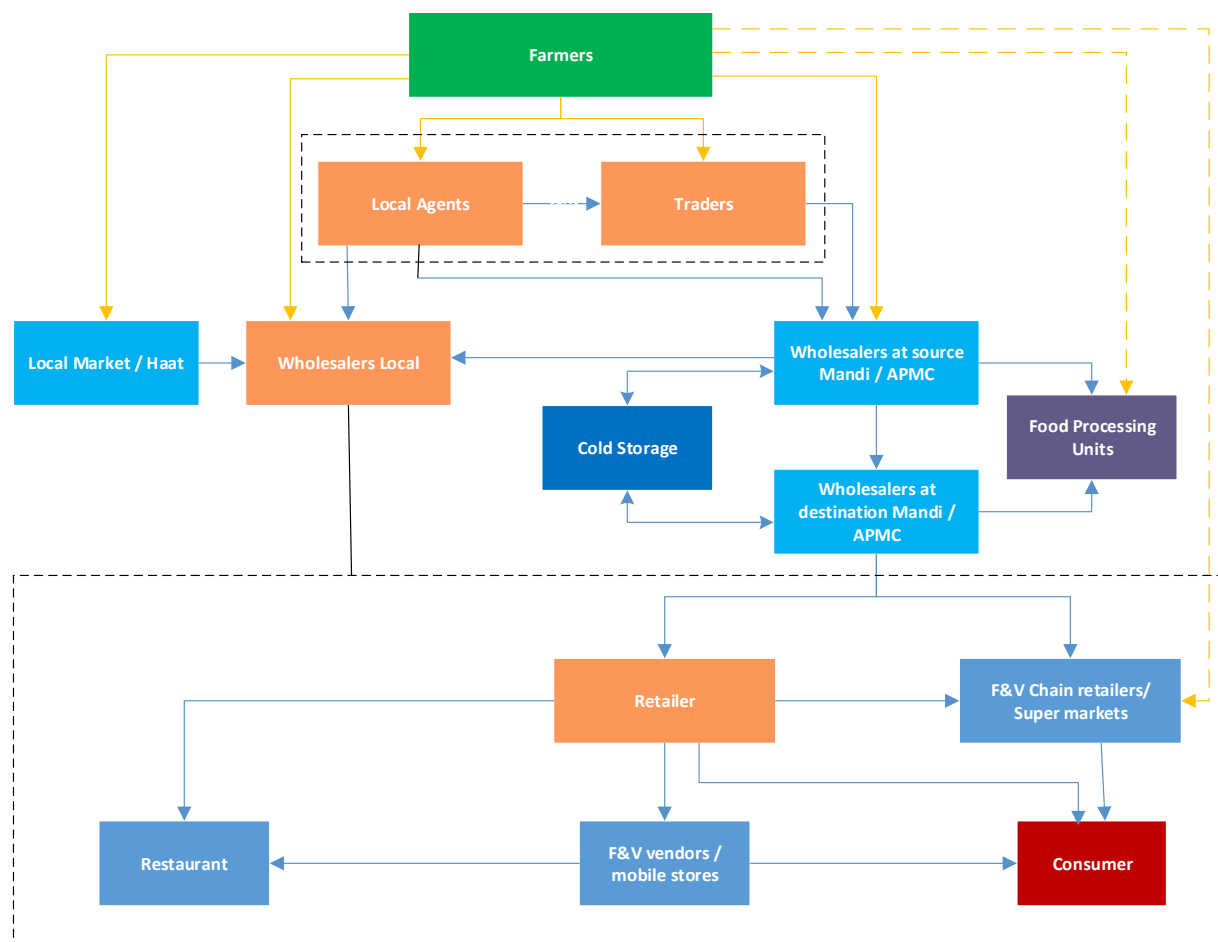 Farmers
Local Agents
Traders
Local Market / Haat
Wholesalers Local
Wholesalers at source
Mandi / APMC
Cold Storage
Food Processing
Units
Wholesalers at
destination Mandi /
APMC
Retailer
F&V Chain retailers/
Super markets
Restaurant
F&V vendors /
mobile stores
Consumer